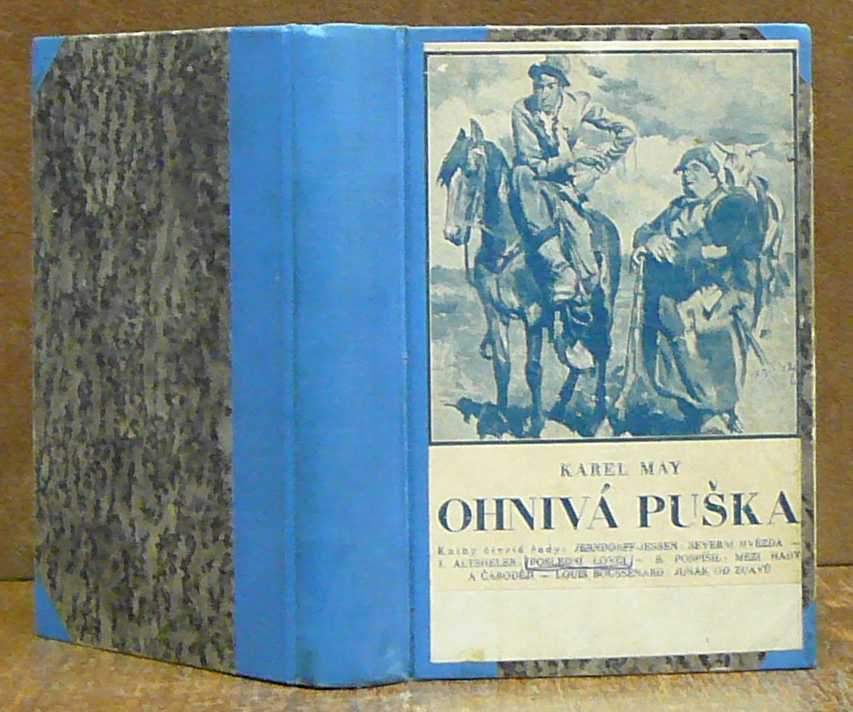 KAREL MAY
OHNIVÁ PUŠKA
Knihy čtvrté řady: JERNDORFF-JESSEN: SEVERNÍ HVĚZDA –
J. ALTSHELER: POSLEDNÍ LOVEC – B. POSPÍŠIL: MEZI HADY
A ČARODĚJI – LOUIS BOUSSENARD: JUNÁK OD ZUAVŮ